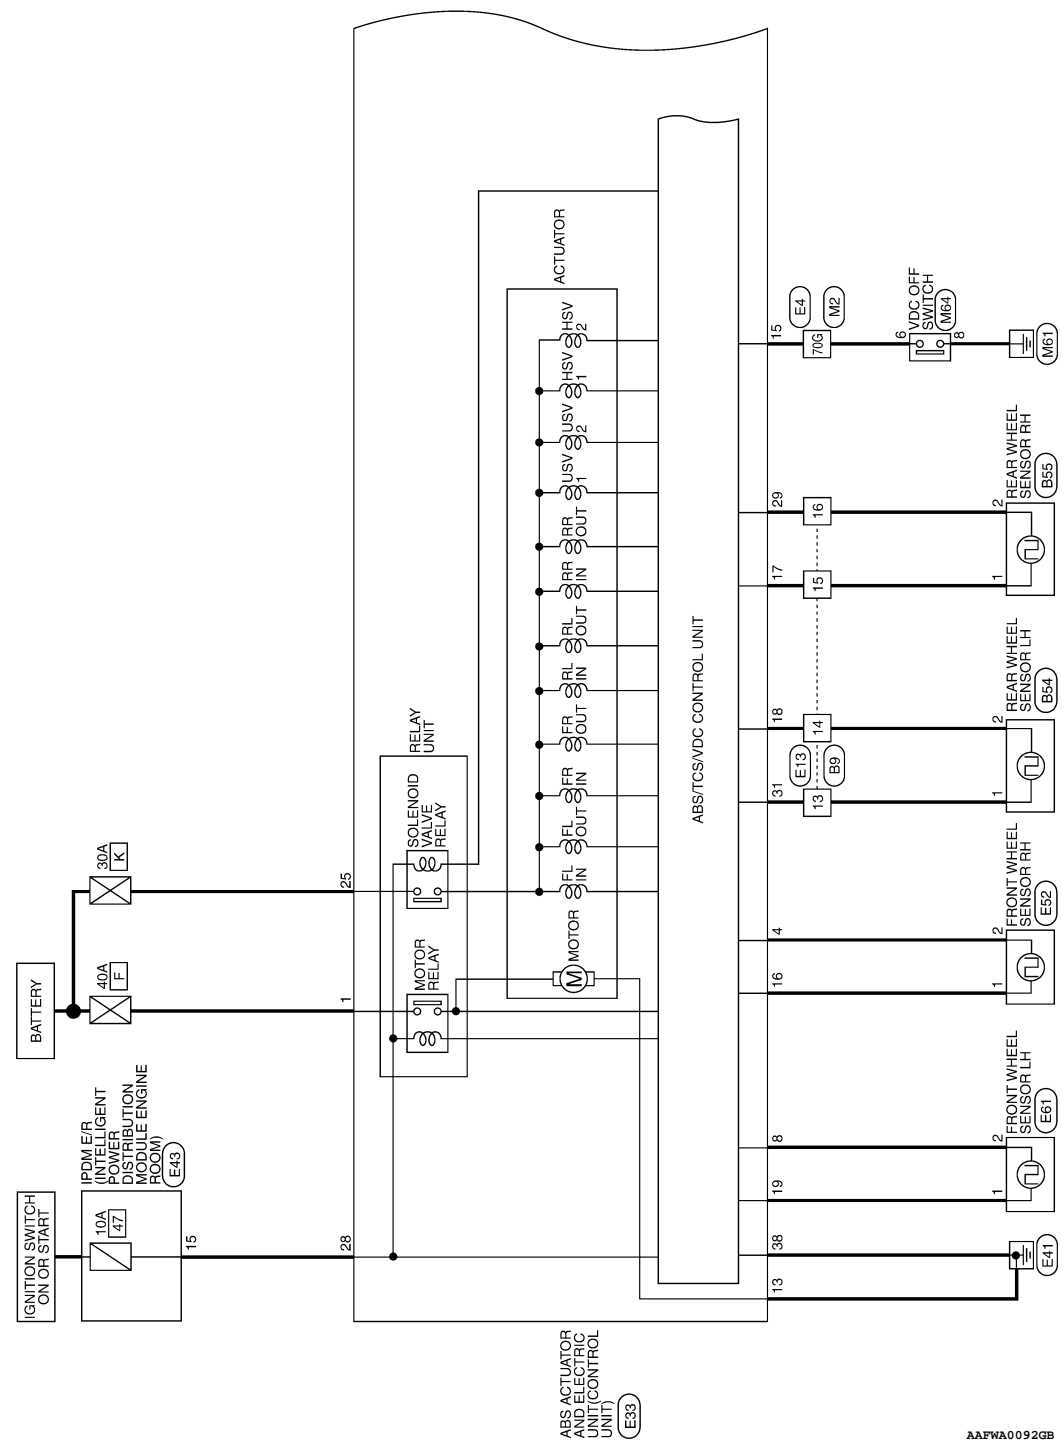 IGNITION SWITCH
ON OR START
BATTERY
IPDM E/R
(INTELLIGENT
POWER
DISTRIBUTION
MODULE ENGINE
ROOM)
E43
10A
47
15
40A
F
30A
K
28
1
25
RELAY
UNIT
MOTOR
RELAY
SOLENOID
VALVE
RELAY
ACTUATOR
MOTOR
M
FL
IN
FL
OUT
FR
IN
FR
OUT
RL
IN
RL
OUT
RR
IN
RR
OUT
USV
1
USV
2
HSV
1
HSV
2
ABS/TCS/VDC CONTROL UNIT
ABS ACTUATOR
AND ELECTRIC
UNIT(CONTROL
UNIT)
E33
13
38
19
8
16
4
31
18
17
29
15
E13
B9
13
14
15
16
E4
M2
70G
6
VDC OFF
SWITCH
M64
8
M61
E41
1
2
FRONT WHEEL
SENSOR LH
E61
1
2
FRONT WHEEL
SENSOR RH
E52
1
2
REAR WHEEL
SENSOR LH
B54
1
2
REAR WHEEL
SENSOR RH
B55
AAFWA0092GB